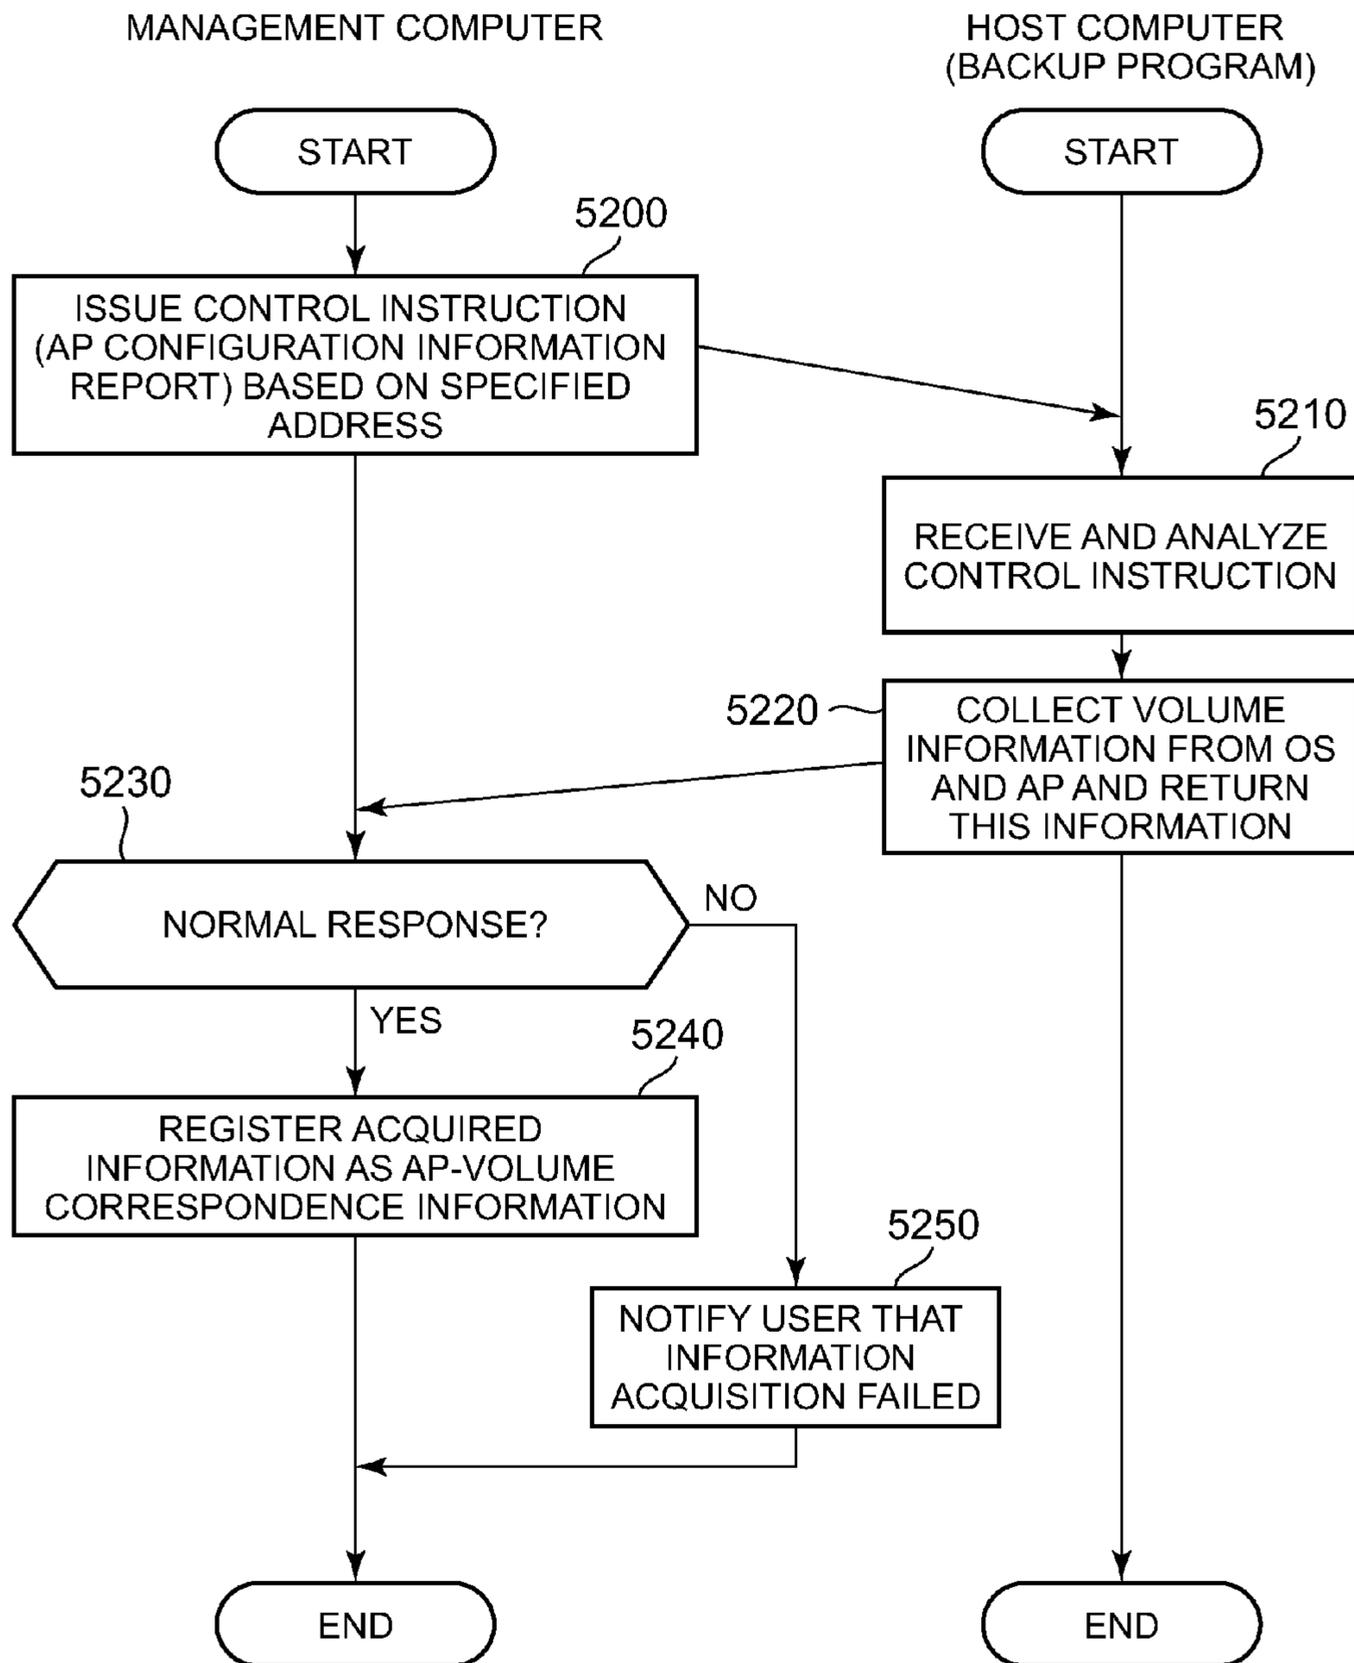 MANAGEMENT COMPUTER
HOST COMPUTER
(BACKUP PROGRAM)
START
START
5200
ISSUE CONTROL INSTRUCTION
(AP CONFIGURATION INFORMATION
REPORT) BASED ON SPECIFIED
ADDRESS
5210
RECEIVE AND ANALYZE
CONTROL INSTRUCTION
5220
COLLECT VOLUME
INFORMATION FROM OS
AND AP AND RETURN
THIS INFORMATION
5230
NORMAL RESPONSE?
NO
YES
5240
REGISTER ACQUIRED
INFORMATION AS AP-VOLUME
CORRESPONDENCE INFORMATION
5250
NOTIFY USER THAT
INFORMATION
ACQUISITION FAILED
END
END